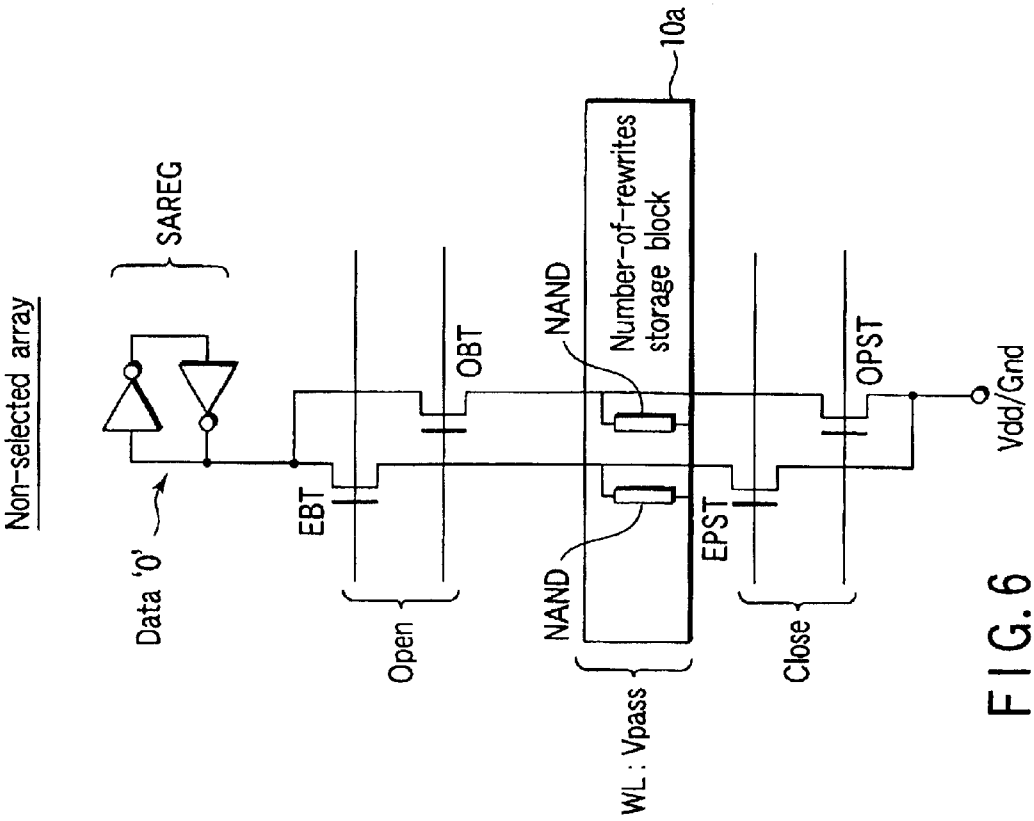 Non-selected array
SAREG
Data ‘0’
EBT
OBT
Open
NAND
NAND
Number-of-rewrites
storage block
10a
WL : Vpass
EPST
OPST
Close
Vdd/Gnd
FIG. 6